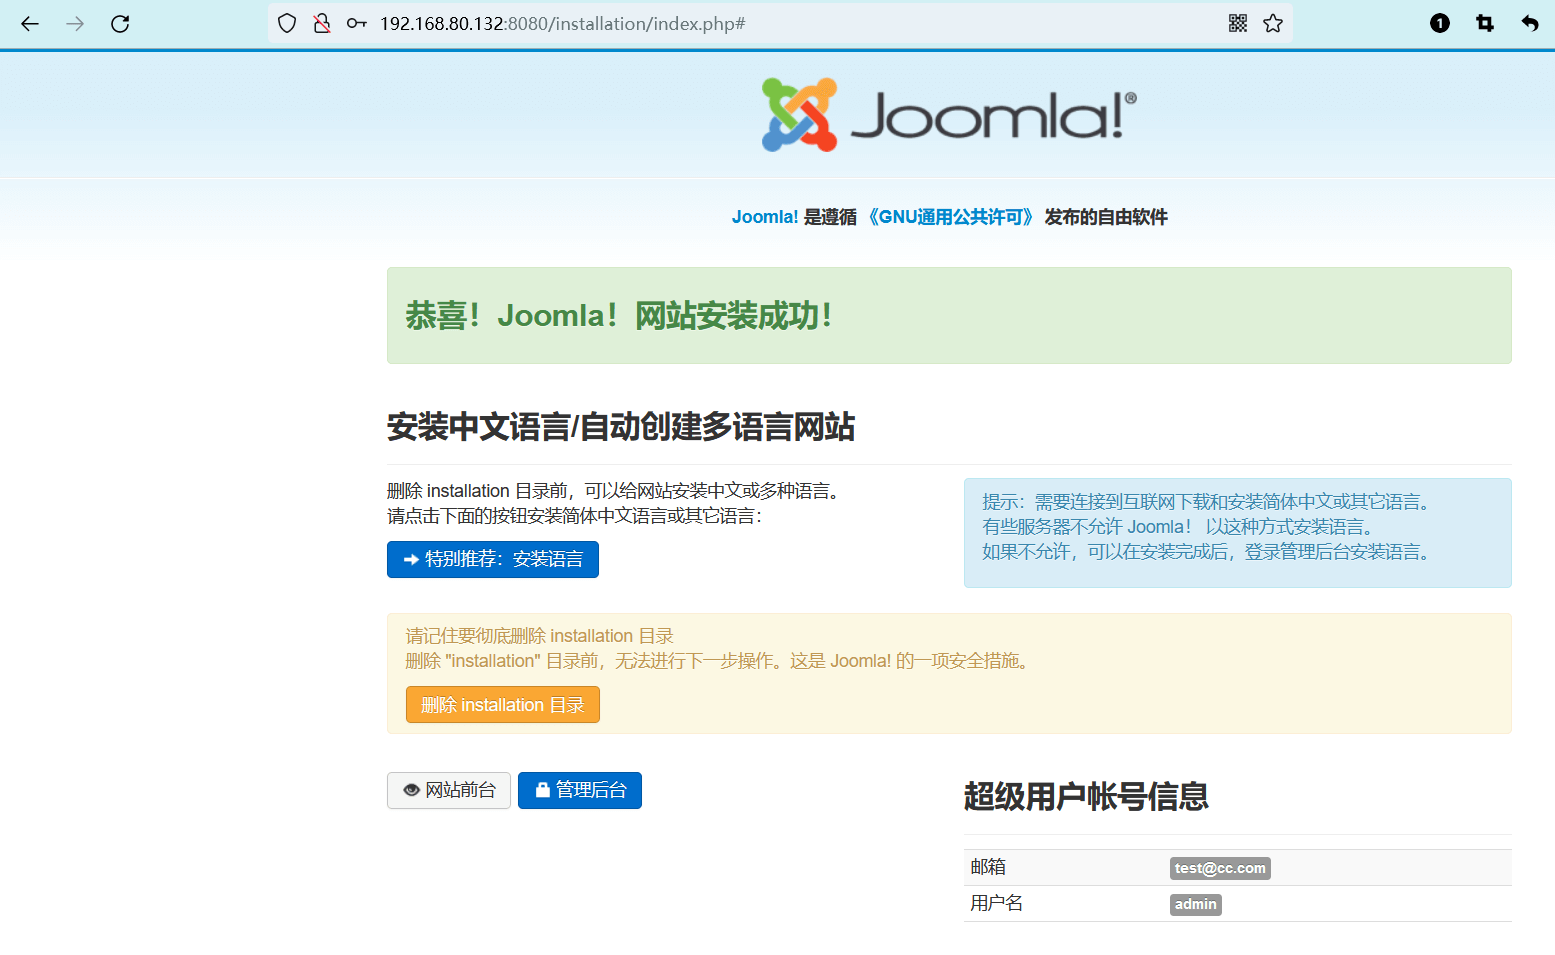 192.168.80.132:8080/installation/index.php#
1
Joomla!®
Joomla! 是遵循 《GNU通用公共许可》 发布的自由软件
恭喜！Joomla！网站安装成功！
安装中文语言/自动创建多语言网站
删除 installation 目录前，可以给网站安装中文或多种语言。
请点击下面的按钮安装简体中文语言或其它语言：
特别推荐：安装语言
提示：需要连接到互联网下载和安装简体中文或其它语言。
有些服务器不允许 Joomla！ 以这种方式安装语言。
如果不允许，可以在安装完成后，登录管理后台安装语言。
请记住要彻底删除 installation 目录
删除 "installation" 目录前，无法进行下一步操作。这是 Joomla! 的一项安全措施。
删除 installation 目录
网站前台 管理后台
超级用户帐号信息
邮箱 test@cc.com
用户名 admin